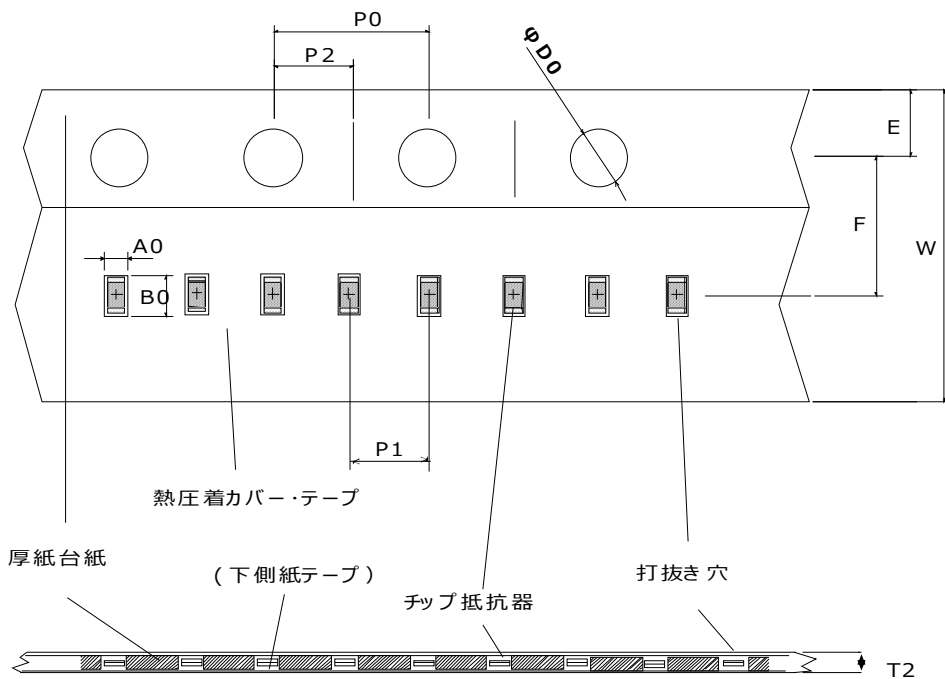 P0
P2
φD0
E
F
W
A0
B0
P1
熱圧着カバー・テープ
厚紙台紙
(下側紙テープ)
チップ抵抗器
打抜き穴
T2